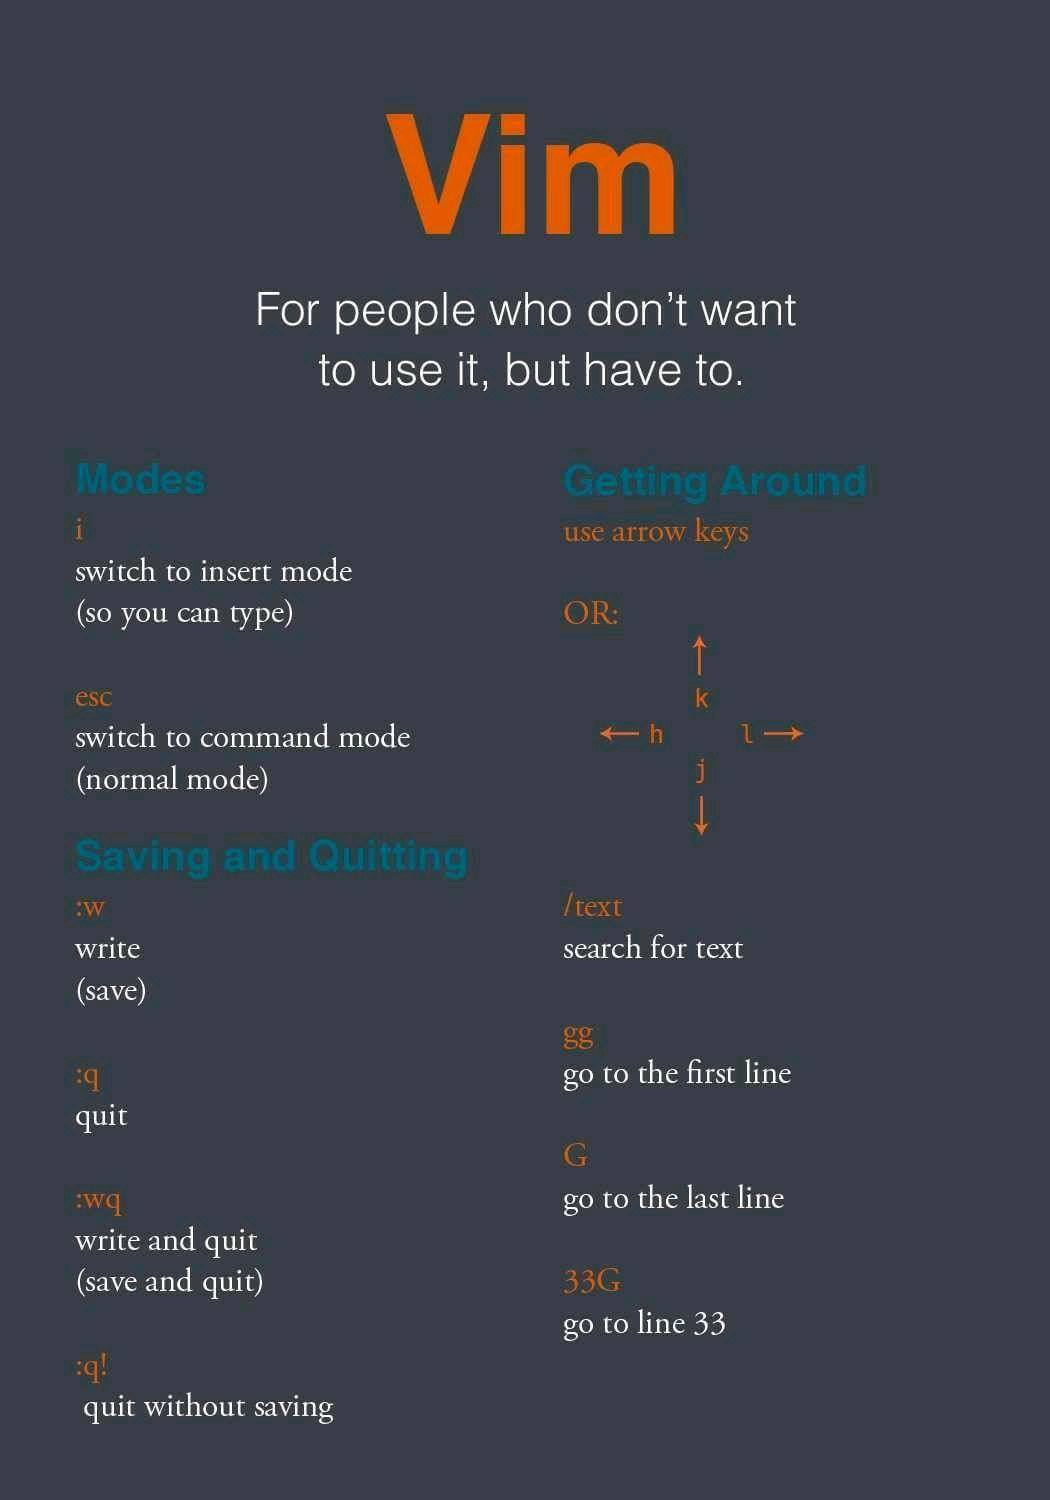 Vim
For people who don't want
to use it, but have to.
Modes
i
switch to insert mode
(so you can type)
esc
switch to command mode
(normal mode)
Saving and Quitting
:w
write
(save)
:q
quit
:wq
write and quit
(save and quit)
:q!
quit without saving
Getting Around
use arrow keys
OR:
↑
k
← h l →
j
↓
/text
search for text
gg
go to the first line
G
go to the last line
33G
go to line 33